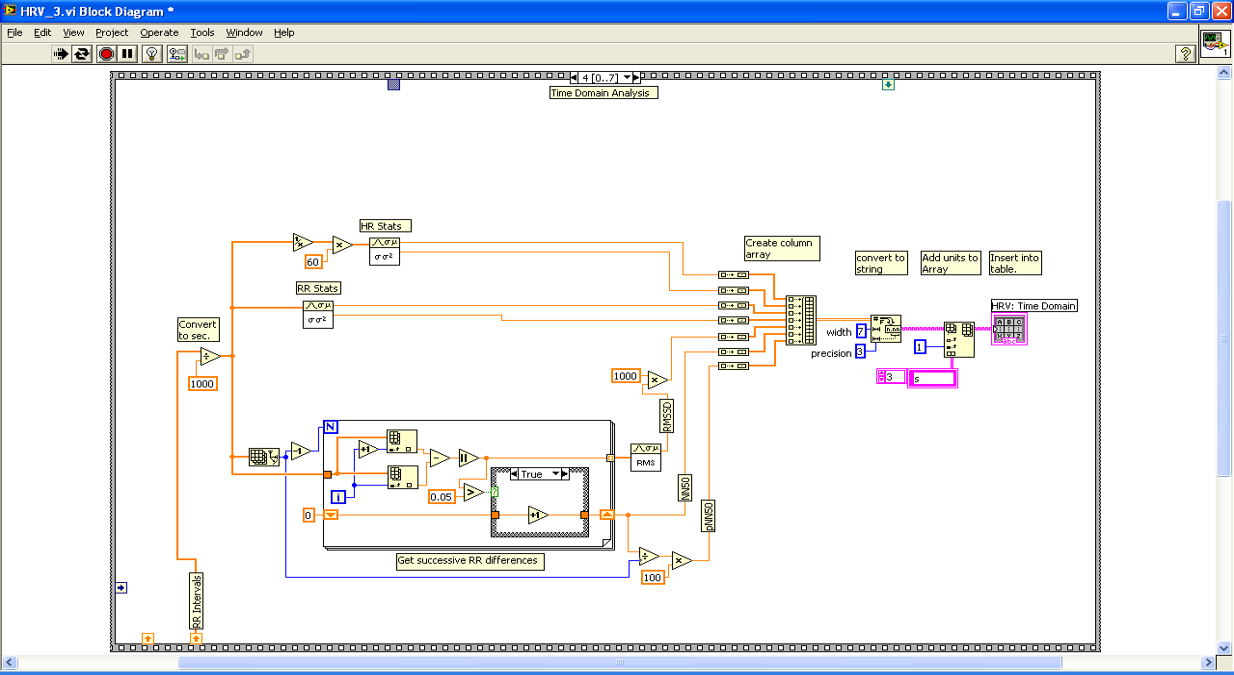 HRV_3.vi Block Diagram *
File Edit View Project Operate Tools Window Help
4 [0..7]
Time Domain Analysis
HR Stats
60
RR Stats
Convert
to sec.
1000
Create column
array
convert to
string
Add units to
Array
Insert into
table.
HRV: Time Domain
width 7
precision 3
1
3
s
1000
RMSSD
RMS
N
i
+1
-1
0.05
True
0
+1
NN50
pNN50
100
Get successive RR differences
RR Intervals